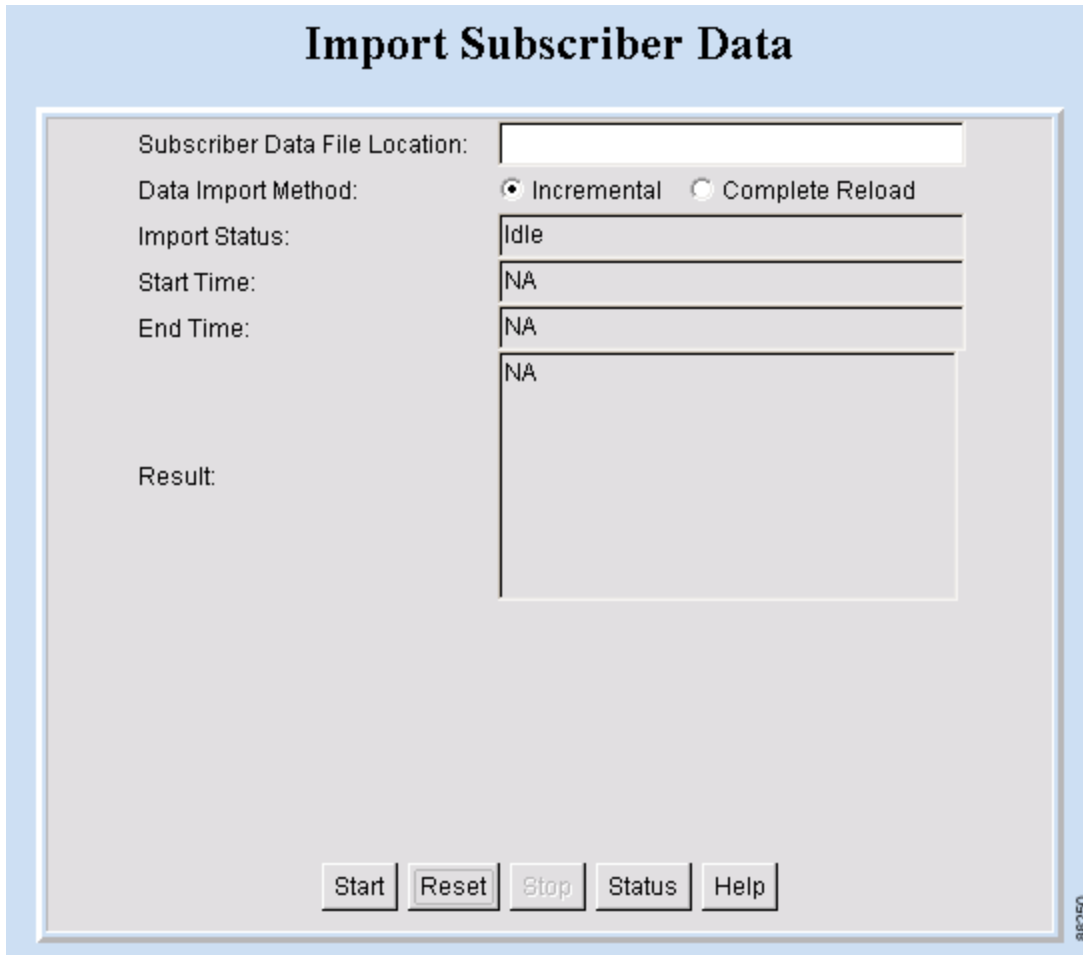 Import Subscriber Data
Subscriber Data File Location:
Data Import Method: Incremental Complete Reload
Import Status: Idle
Start Time: NA
End Time: NA
NA
Result:
Start Reset Stop Status Help
88250